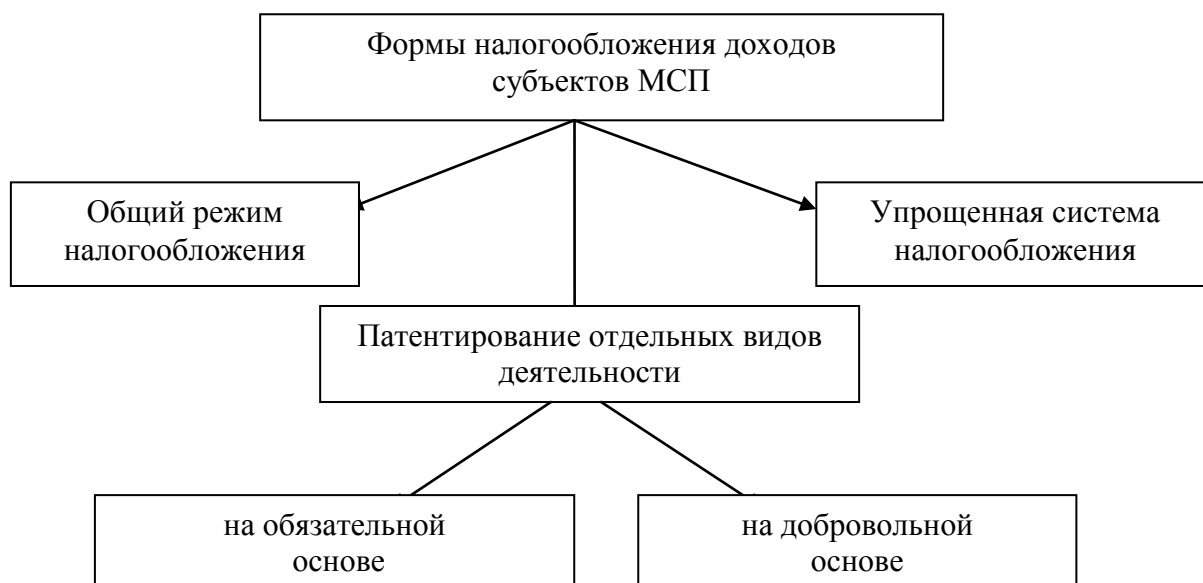 Формы налогообложения доходов
субъектов МСП
Общий режим
налогообложения
Упрощенная система
налогообложения
Патентирование отдельных видов
деятельности
на обязательной
основе
на добровольной
основе